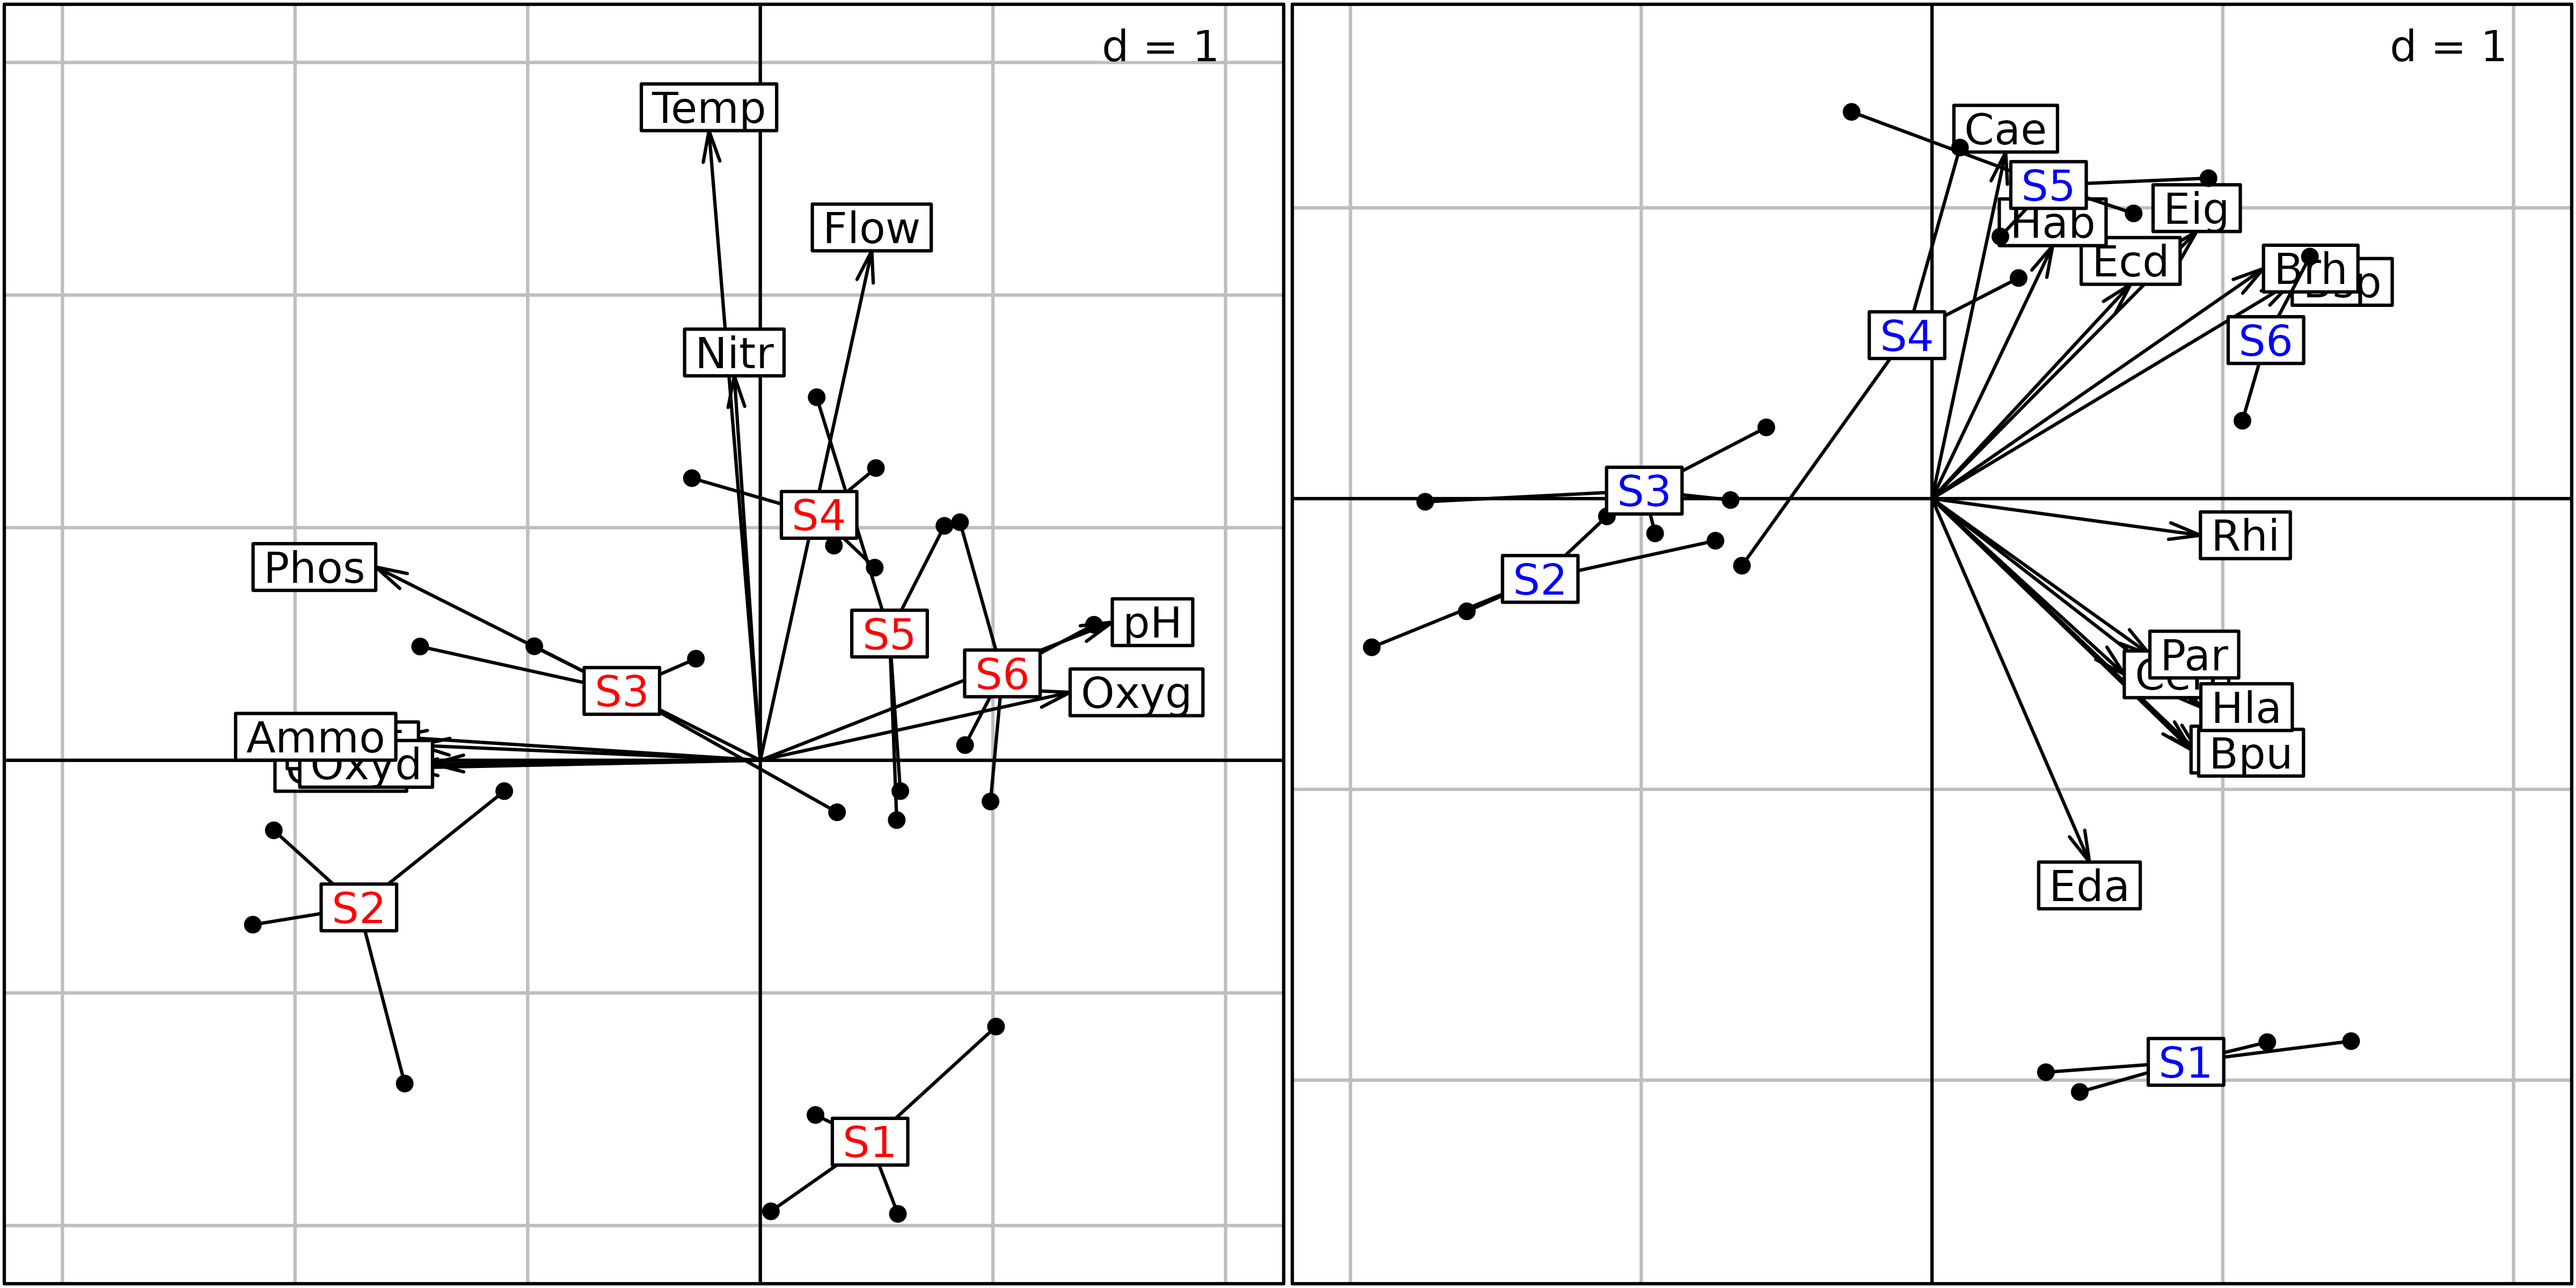 d = 1
Temp
Flow
Nitr
S4
Phos
pH
S5
S6
S3
Oxyg
Ammo
Oxyd
S2
S1
d = 1
Cae
S5
Eig
Hab
Ecd
Brh
S4
S6
S3
Rhi
S2
Par
Hla
Bpu
Eda
S1